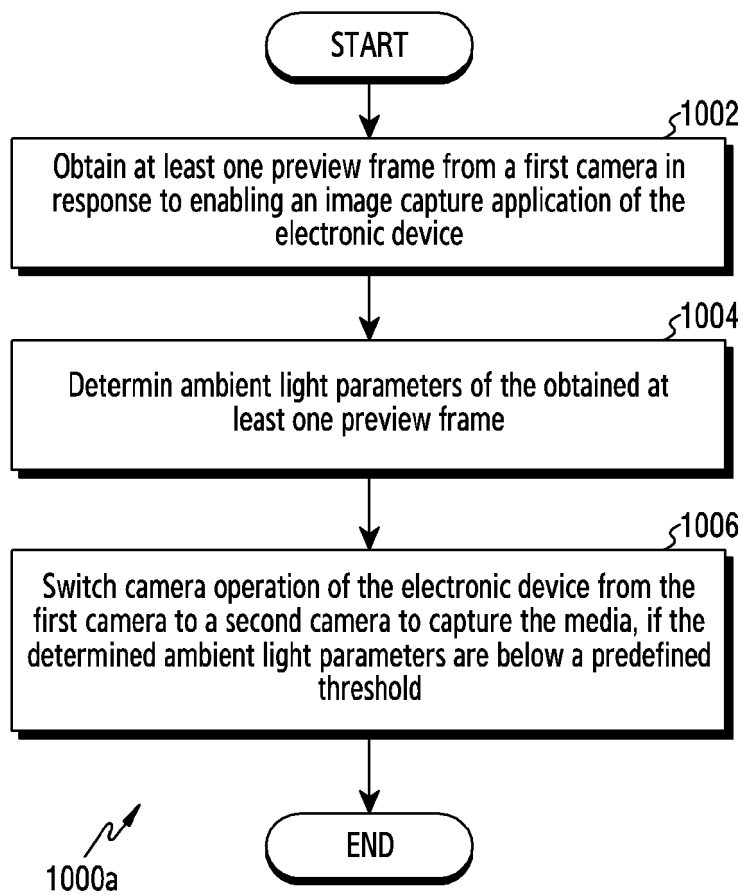 START
1002
Obtain at least one preview frame from a first camera in
response to enabling an image capture application of the
electronic device
1004
Determin ambient light parameters of the obtained at
least one preview frame
1006
Switch camera operation of the electronic device from the
first camera to a second camera to capture the media, if the
determined ambient light parameters are below a predefined
threshold
END
1000a